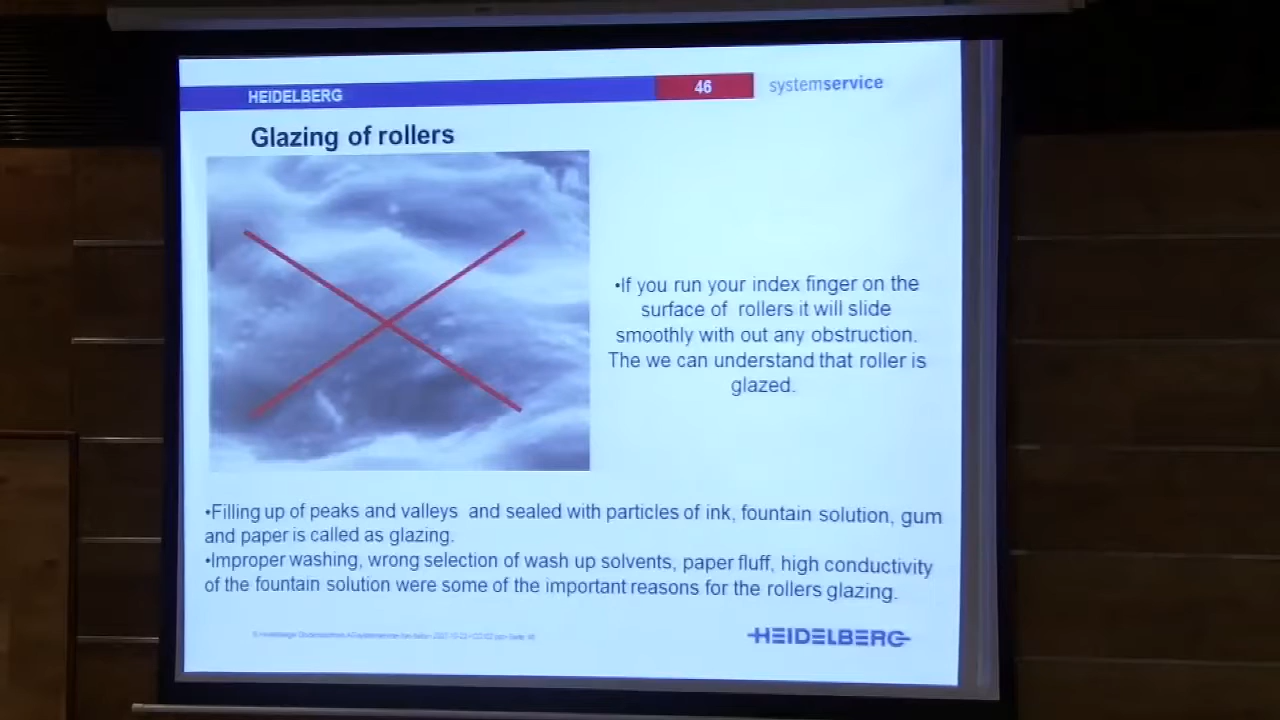 HEIDELBERG
46
systemservice
Glazing of rollers
•If you run your index finger on the
surface of rollers it will slide
smoothly with out any obstruction.
The we can understand that roller is
glazed.
•Filling up of peaks and valleys and sealed with particles of ink, fountain solution, gum
and paper is called as glazing.
•Improper washing, wrong selection of wash up solvents, paper fluff, high conductivity
of the fountain solution were some of the important reasons for the rollers glazing.
HEIDELBERG